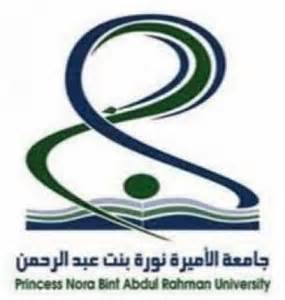 جامعة الأميرة نورة بنت عبد الرحمن
Princess Nora Bint Abdul Rahman University